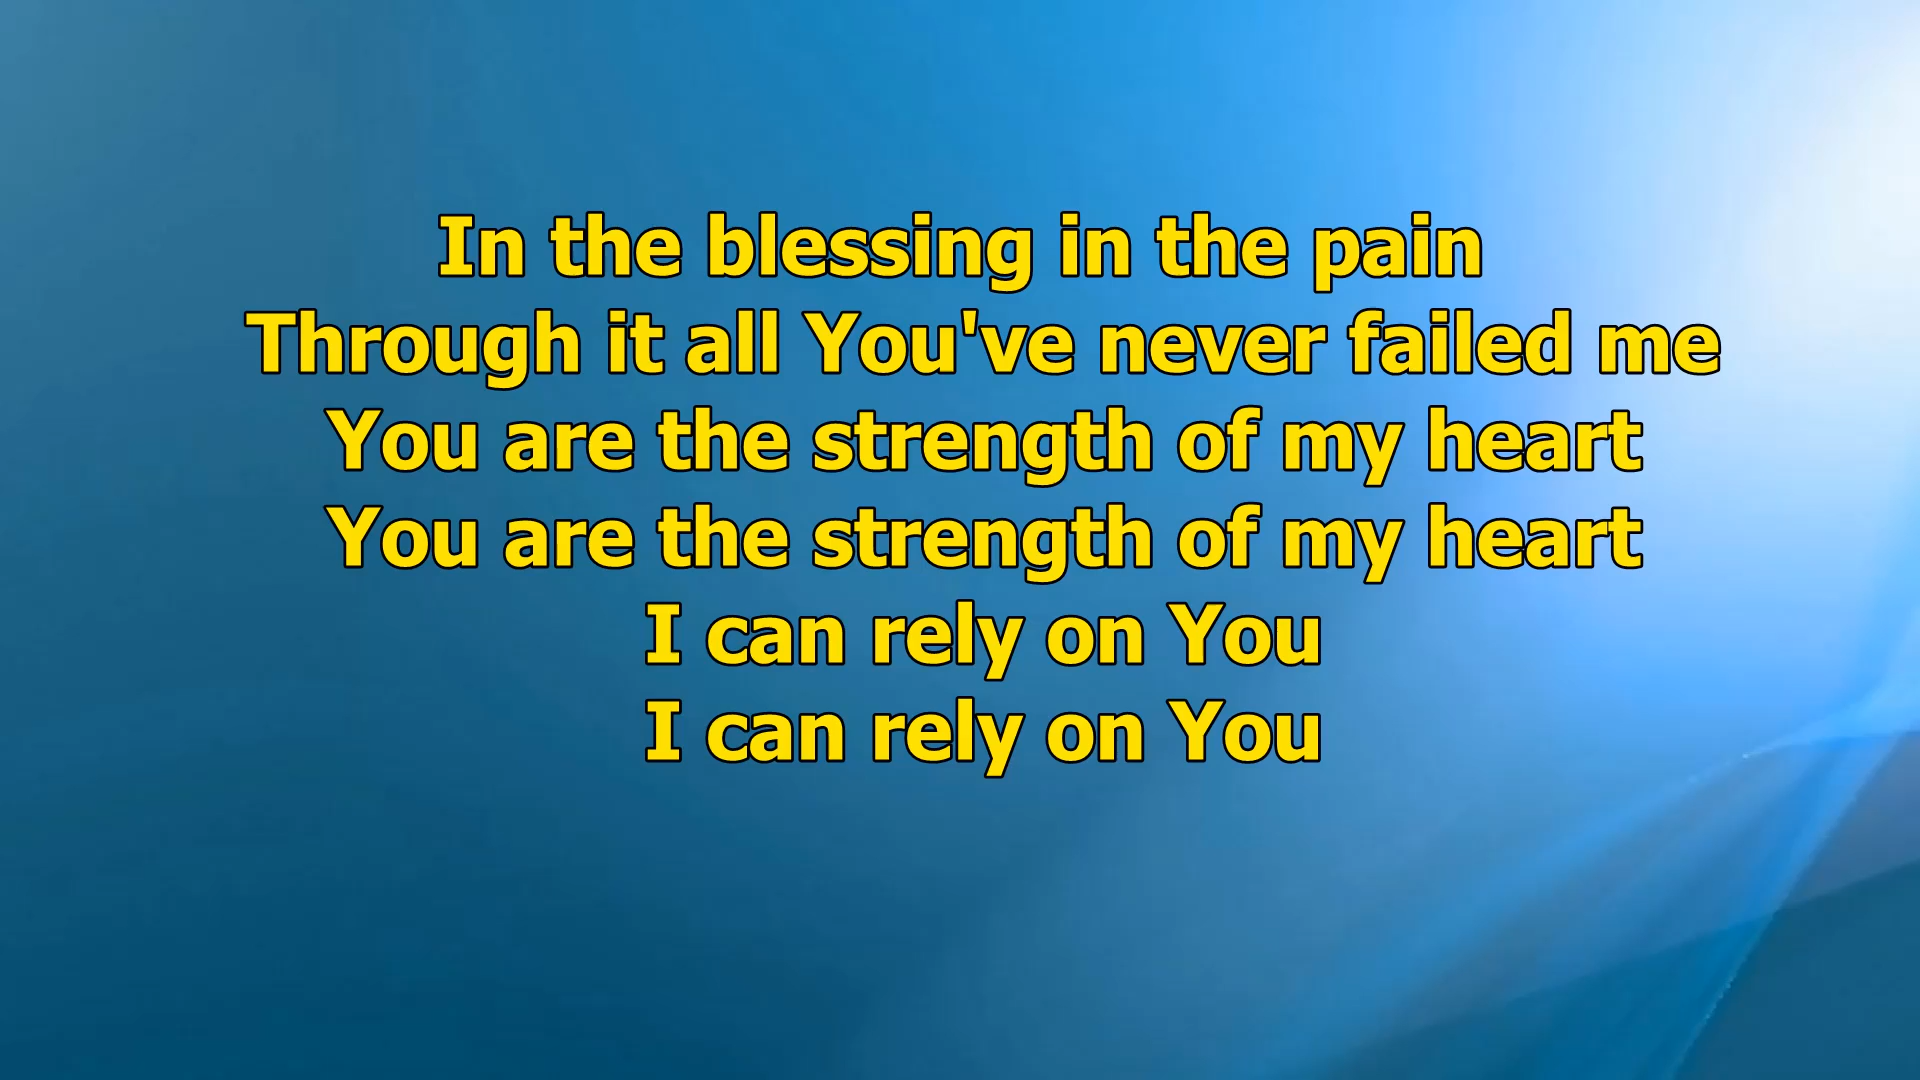 In the blessing in the pain
Through it all You've never failed me
You are the strength of my heart
You are the strength of my heart
I can rely on You
I can rely on You